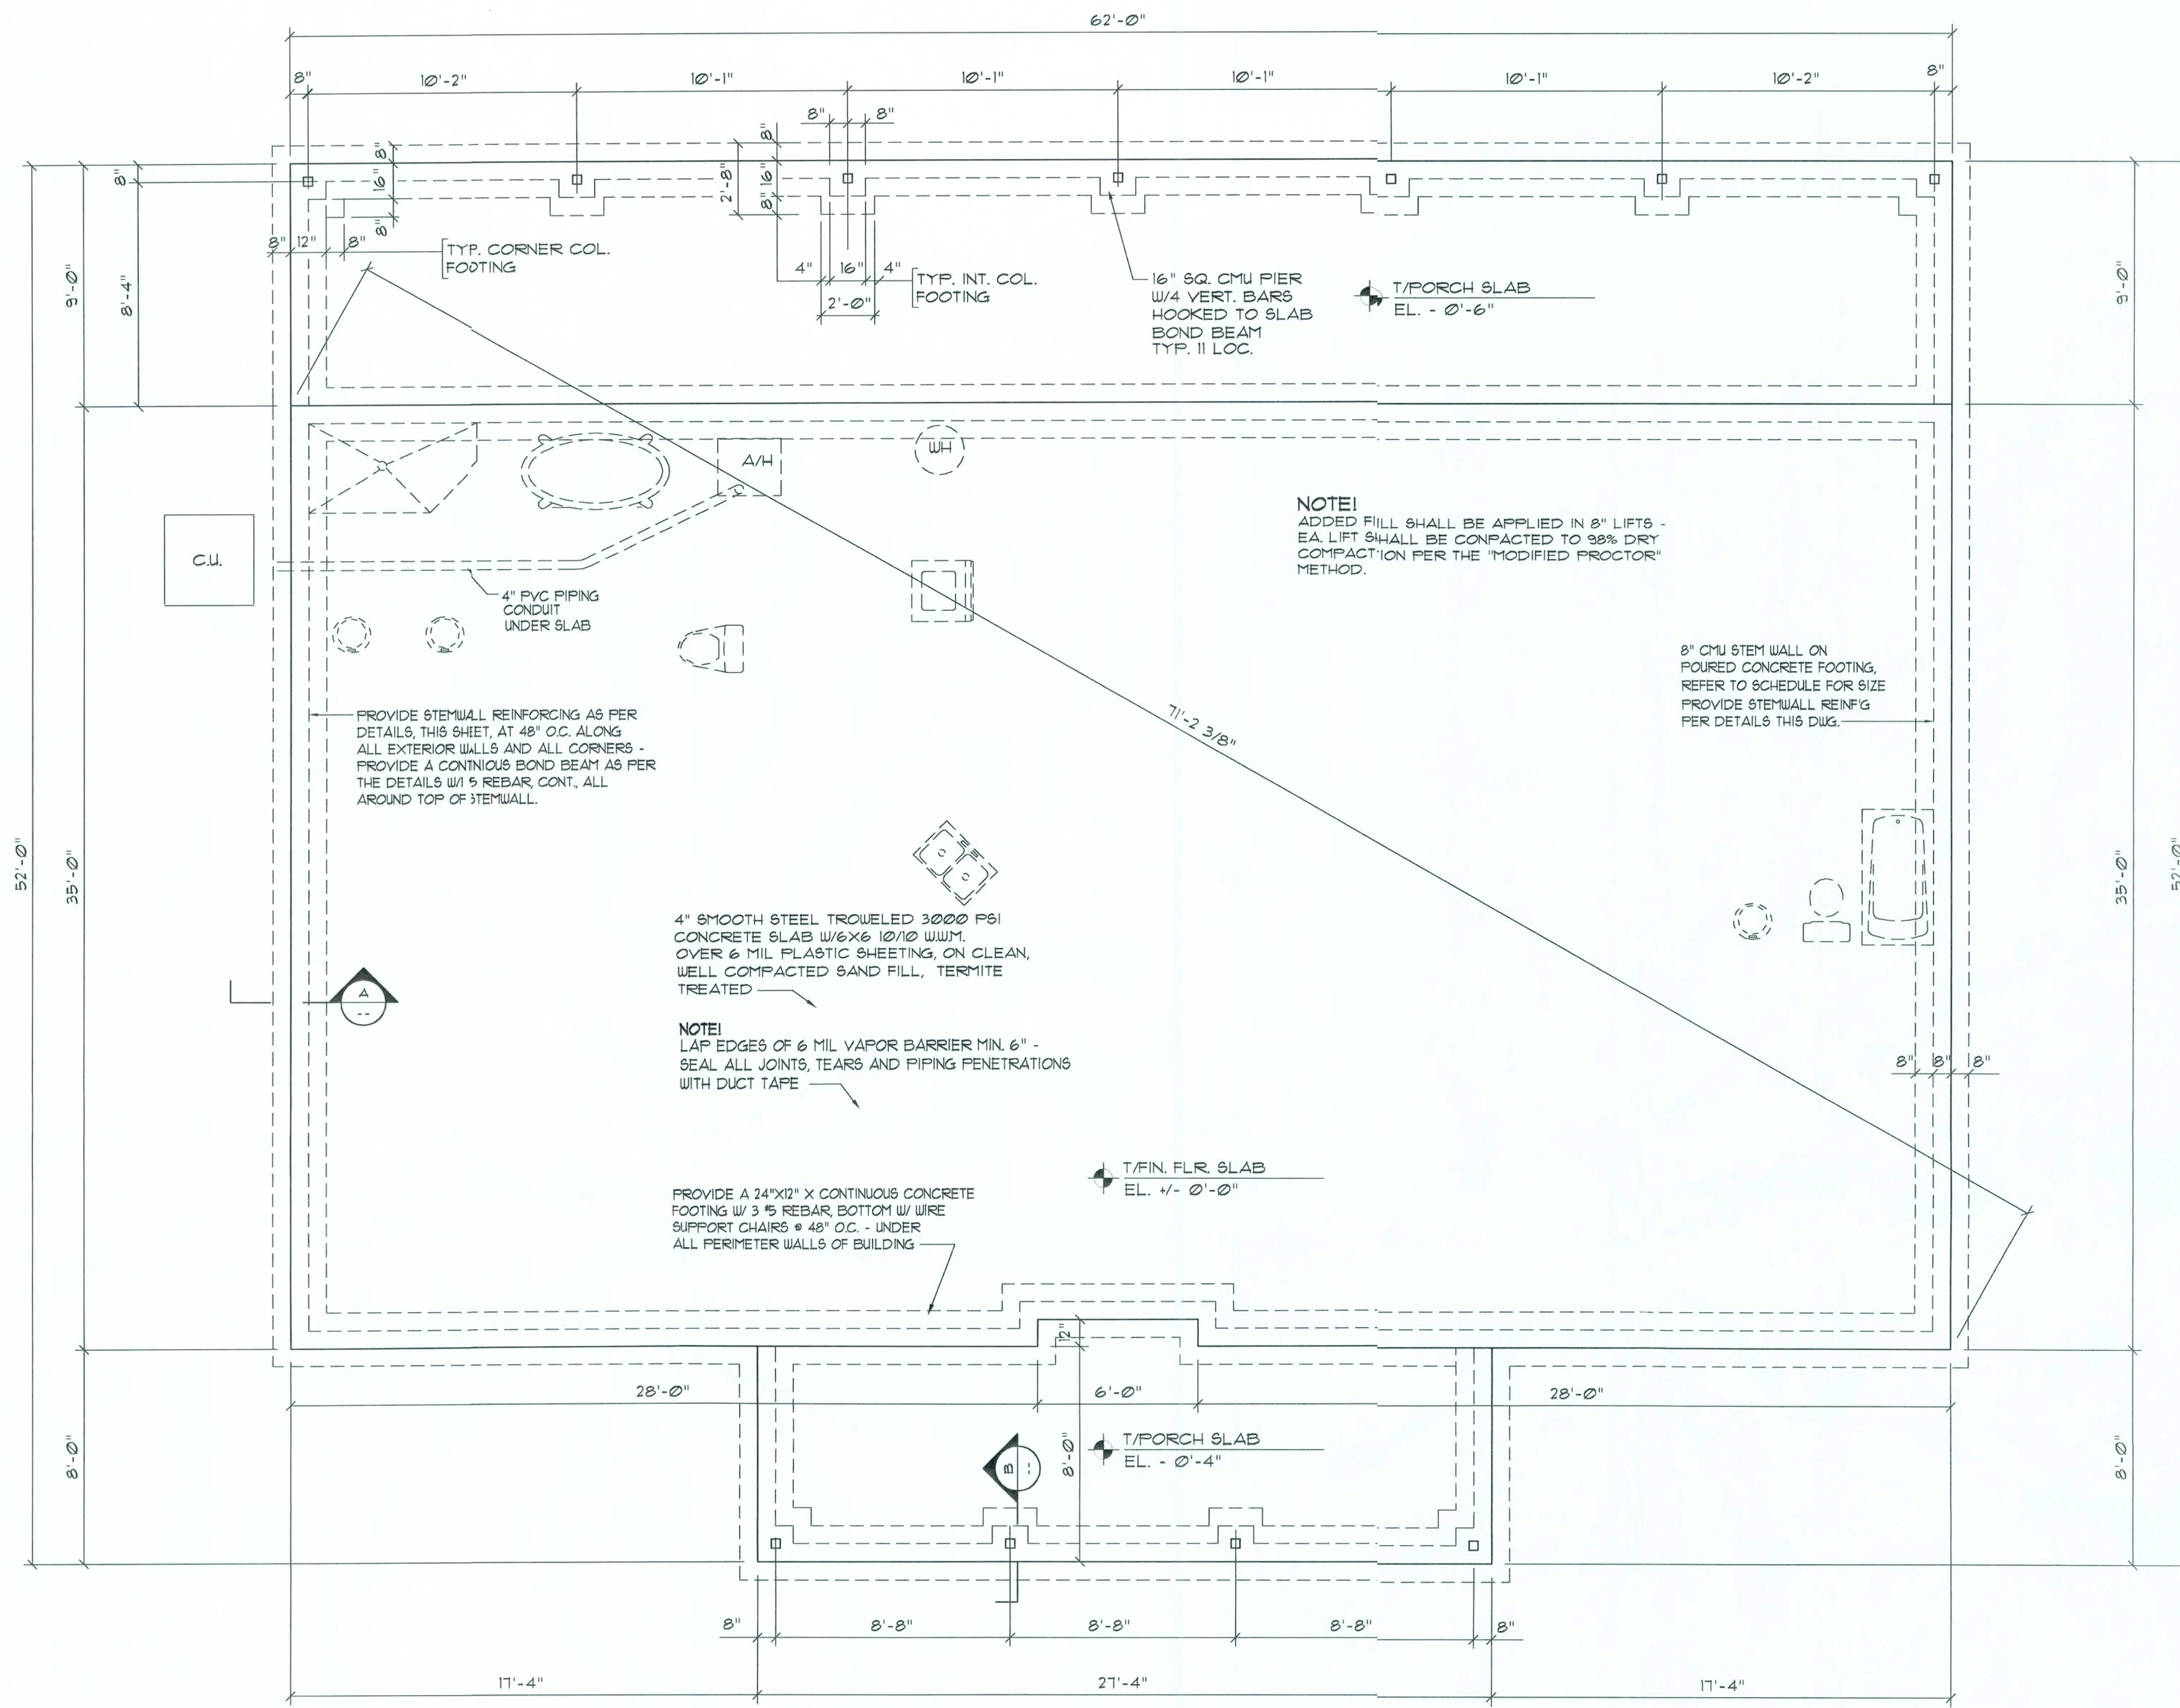 62'-0"
8"
10'-2"
10'-1"
10'-1"
10'-1"
10'-1"
10'-2"
8"
8"
8"
8"
16"
8"
2'-8"
8"
16"
8"
8"
9'-0"
8'-4"
9'-0"
8"
12"
8"
TYP. CORNER COL.
FOOTING
4"
16"
4"
2'-0"
TYP. INT. COL.
FOOTING
16" SQ. CMU PIER
W/4 VERT. BARS
HOOKED TO SLAB
BOND BEAM
TYP. 11 LOC.
T/PORCH SLAB
EL. - 0'-6"
A/H
WH
C.U.
4" PVC PIPING
CONDUIT
UNDER SLAB
NOTE!
ADDED FILL SHALL BE APPLIED IN 8" LIFTS -
EA. LIFT SHALL BE CONPACTED TO 98% DRY
COMPACTION PER THE "MODIFIED PROCTOR"
METHOD.
8" CMU STEM WALL ON
POURED CONCRETE FOOTING,
REFER TO SCHEDULE FOR SIZE
PROVIDE STEMWALL REINF'G
PER DETAILS THIS DWG.
PROVIDE STEMWALL REINFORCING AS PER
DETAILS, THIS SHEET, AT 48" O.C. ALONG
ALL EXTERIOR WALLS AND ALL CORNERS -
PROVIDE A CONTINIOUS BOND BEAM AS PER
THE DETAILS W/1 5 REBAR, CONT., ALL
AROUND TOP OF STEMWALL.
71'-2 3/8"
52'-0"
35'-0"
35'-0"
52'-0"
4" SMOOTH STEEL TROWELED 3000 PSI
CONCRETE SLAB W/6X6 10/10 W.W.M.
OVER 6 MIL PLASTIC SHEETING, ON CLEAN,
WELL COMPACTED SAND FILL, TERMITE
TREATED
A
--
NOTE!
LAP EDGES OF 6 MIL VAPOR BARRIER MIN. 6" -
SEAL ALL JOINTS, TEARS AND PIPING PENETRATIONS
WITH DUCT TAPE
8"
8"
8"
T/FIN. FLR. SLAB
EL. +/- 0'-0"
PROVIDE A 24"X12" X CONTINUOUS CONCRETE
FOOTING W/ 3 #5 REBAR, BOTTOM W/ WIRE
SUPPORT CHAIRS @ 48" O.C. - UNDER
ALL PERIMETER WALLS OF BUILDING
12"
28'-0"
6'-0"
28'-0"
8'-0"
8'-0"
8'-0"
T/PORCH SLAB
EL. - 0'-4"
B
--
8"
8'-8"
8'-8"
8'-8"
8"
17'-4"
27'-4"
17'-4"